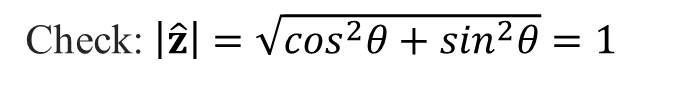 Check: |ẑ| = √cos²θ + sin²θ = 1